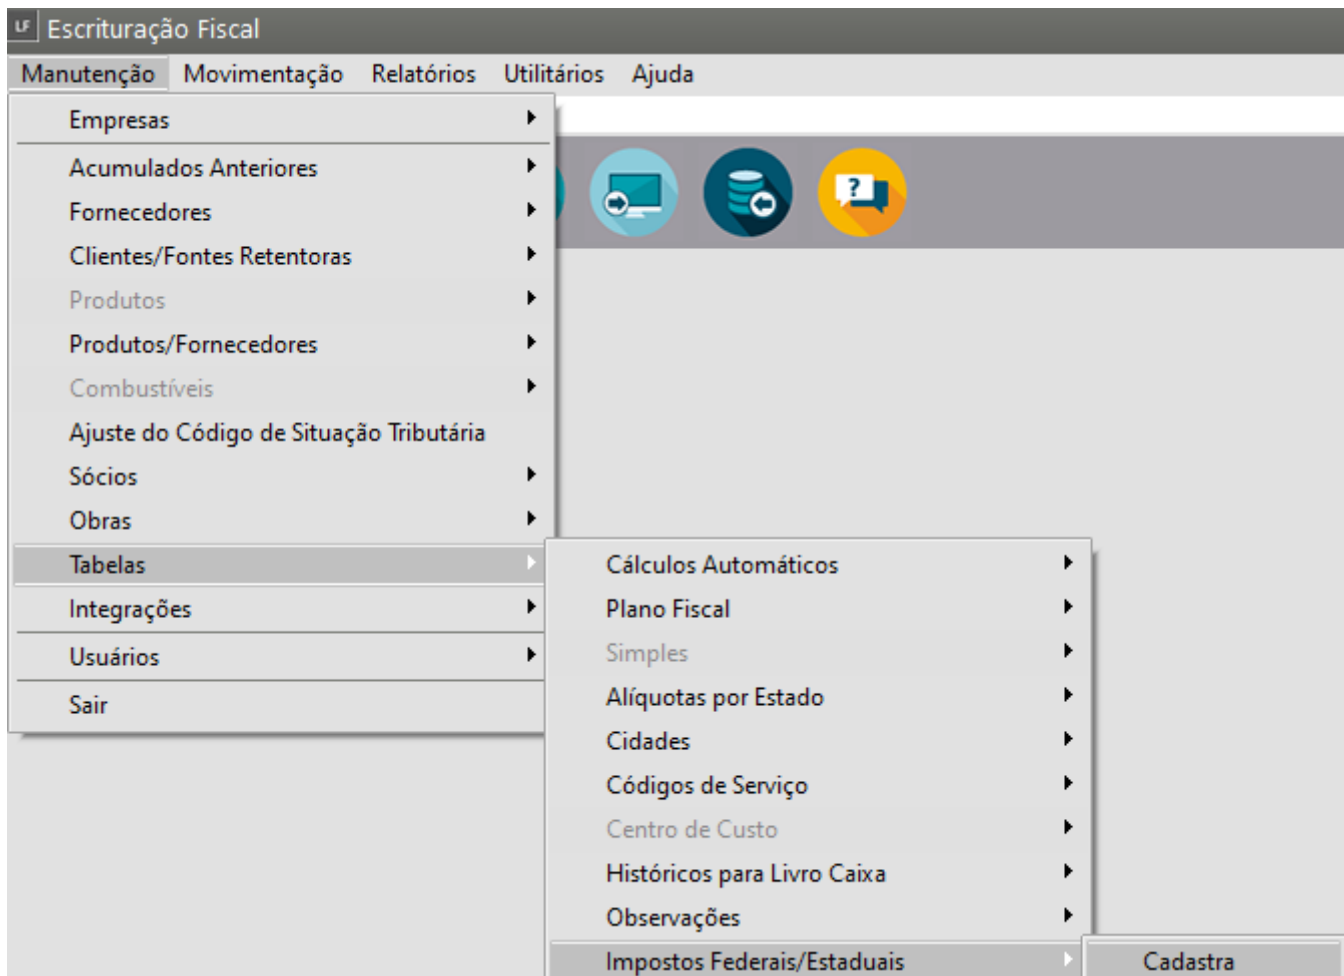 LF Escrituração Fiscal
Manutenção Movimentação Relatórios Utilitários Ajuda
Empresas
Acumulados Anteriores
Fornecedores
Clientes/Fontes Retentoras
Produtos
Produtos/Fornecedores
Combustíveis
Ajuste do Código de Situação Tributária
Sócios
Obras
Tabelas
Integrações
Usuários
Sair
Cálculos Automáticos
Plano Fiscal
Simples
Alíquotas por Estado
Cidades
Códigos de Serviço
Centro de Custo
Históricos para Livro Caixa
Observações
Impostos Federais/Estaduais
Cadastra
?